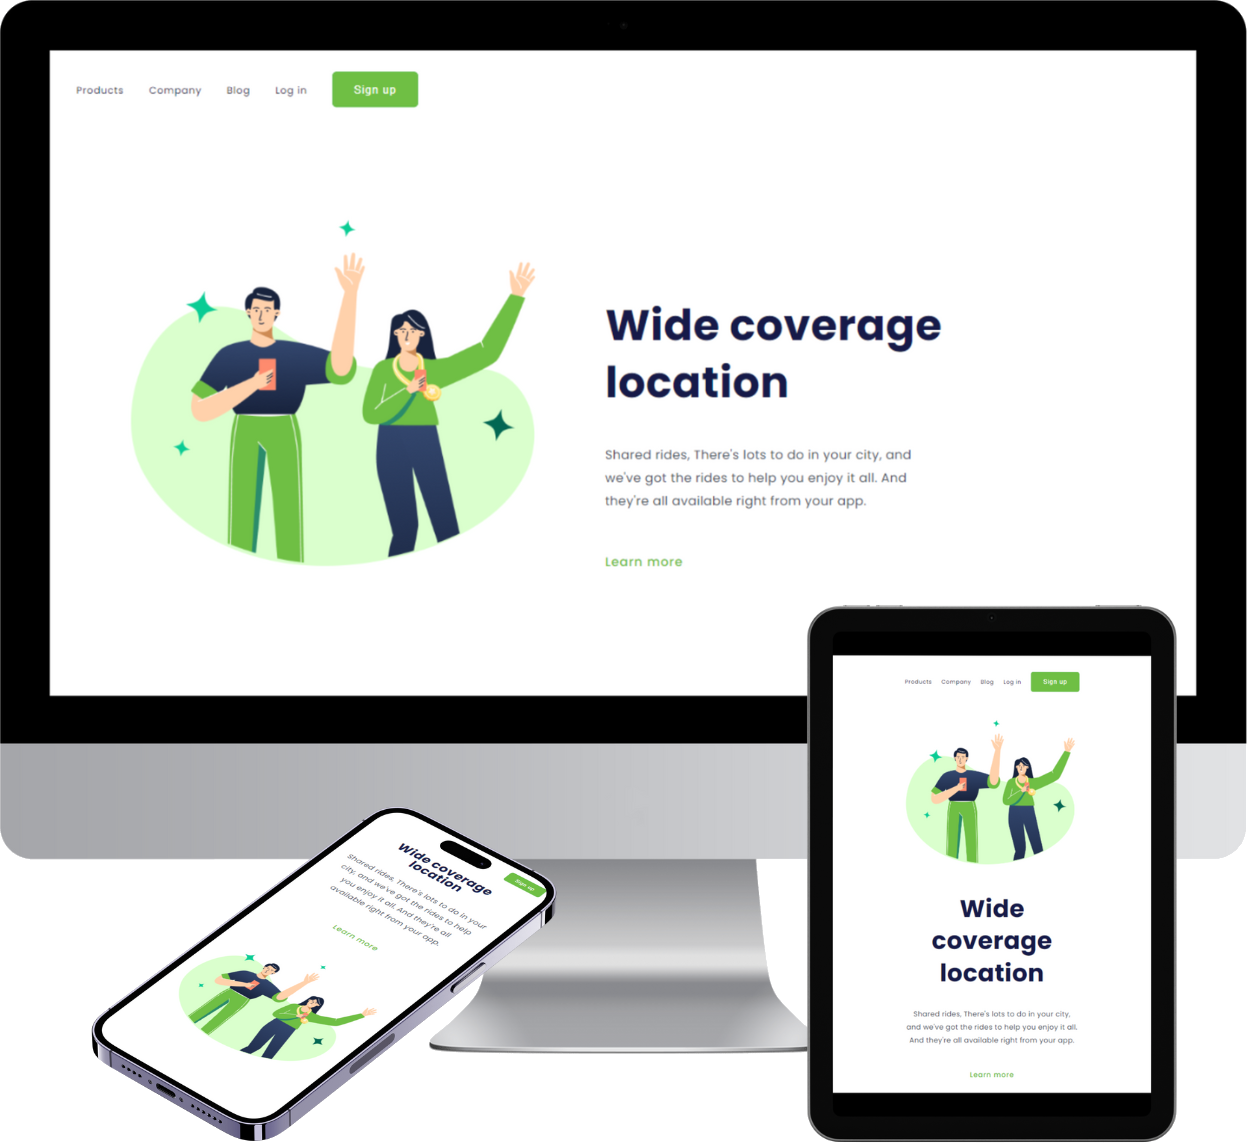 Products Company Blog Log in Sign up
Wide coverage
location
Shared rides, There's lots to do in your city, and
we've got the rides to help you enjoy it all. And
they're all available right from your app.
Learn more
Wide coverage
location
Sign up
Shared rides, There's lots to do in your
city, and we've got the rides to help
you enjoy it all. And they're all
available right from your app.
Learn more
Products Company Blog Log in Sign up
Wide
coverage
location
Shared rides, There's lots to do in your city,
and we've got the rides to help you enjoy it all.
And they're all available right from your app.
Learn more